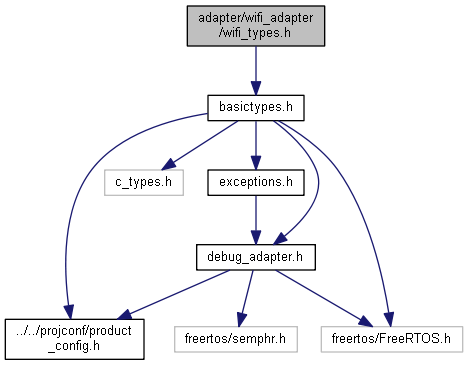 adapter/wifi_adapter
/wifi_types.h
basictypes.h
c_types.h
exceptions.h
debug_adapter.h
../../projconf/product
_config.h
freertos/semphr.h
freertos/FreeRTOS.h